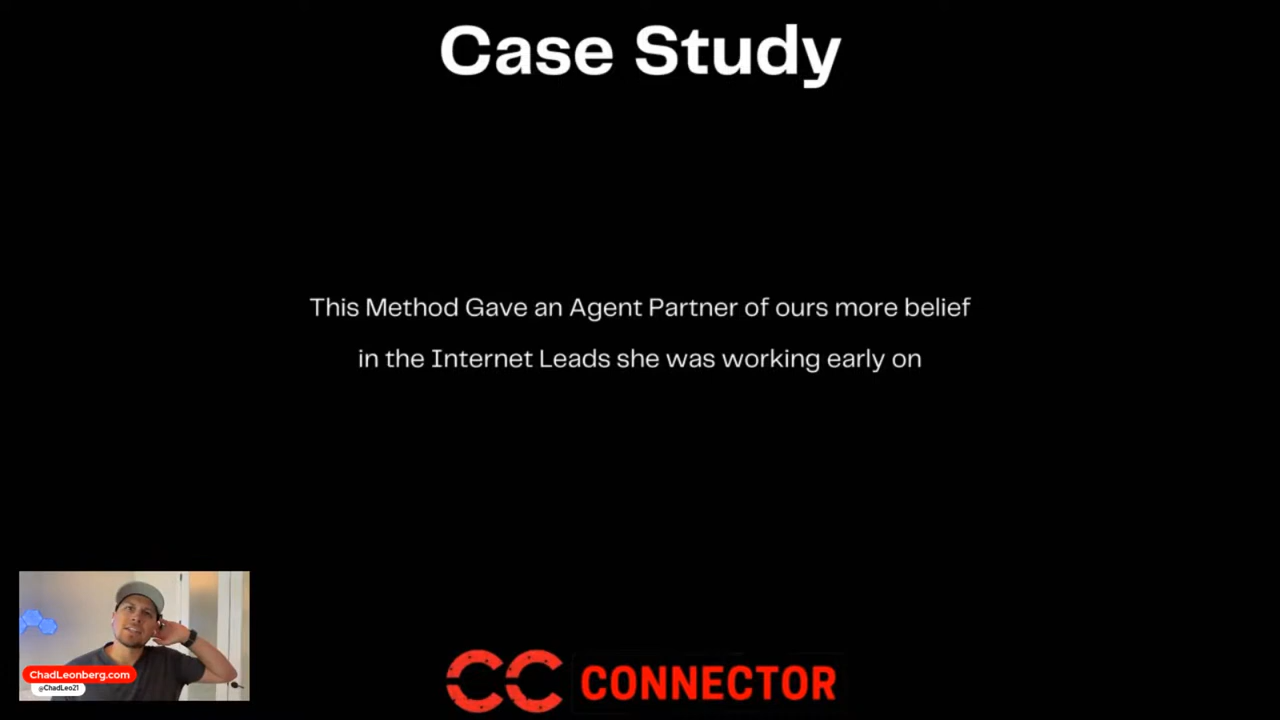 Case Study
This Method Gave an Agent Partner of ours more belief
in the Internet Leads she was working early on
ChadLeonberg.com
@ChadLeo21
CC CONNECTOR